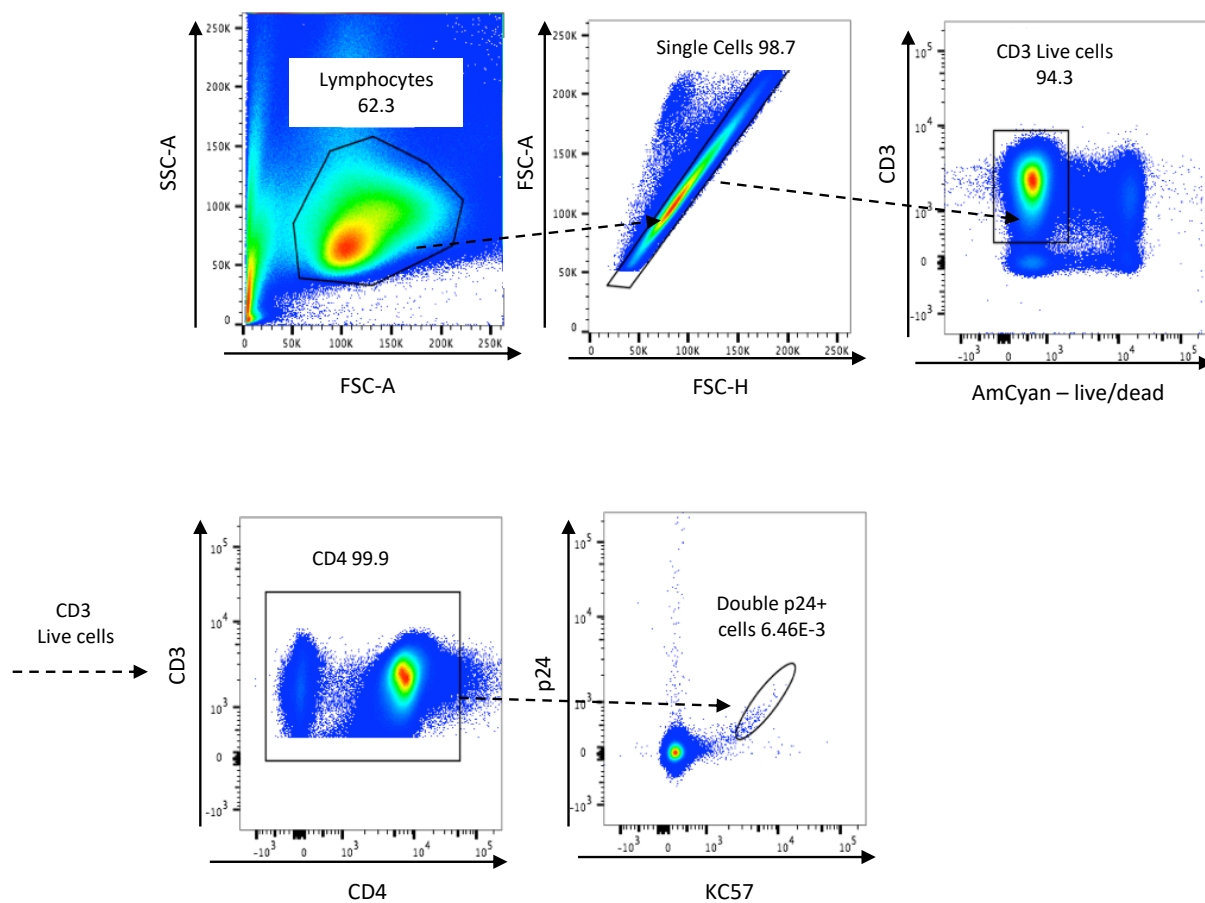 250K
200K
150K
100K
50K
0
SSC-A
Lymphocytes
62.3
0
50K
100K
150K
200K
250K
FSC-A
250K
200K
150K
100K
50K
0
FSC-A
Single Cells 98.7
0
50K
100K
150K
200K
250K
FSC-H
10^5
10^4
10^3
0
-10^3
CD3
CD3 Live cells
94.3
-10^3
0
10^3
10^4
10^5
AmCyan – live/dead
CD3
Live cells
10^5
10^4
10^3
0
-10^3
CD3
CD4 99.9
-10^3
0
10^3
10^4
10^5
CD4
10^5
10^4
10^3
0
-10^3
p24
Double p24+
cells 6.46E-3
-10^3
0
10^3
10^4
10^5
KC57